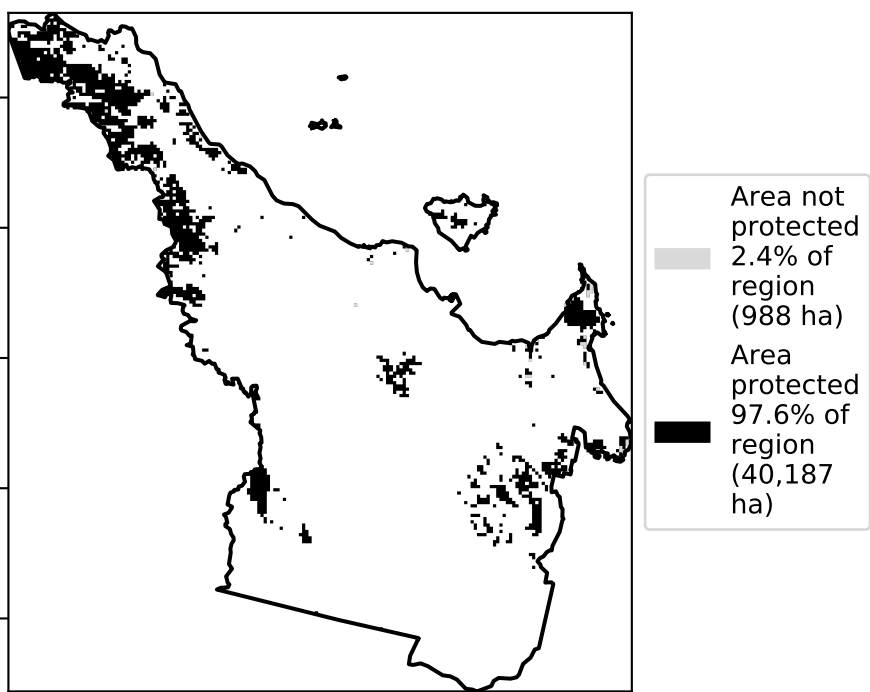 Area not
protected
2.4% of
region
(988 ha)
Area
protected
97.6% of
region
(40,187
ha)